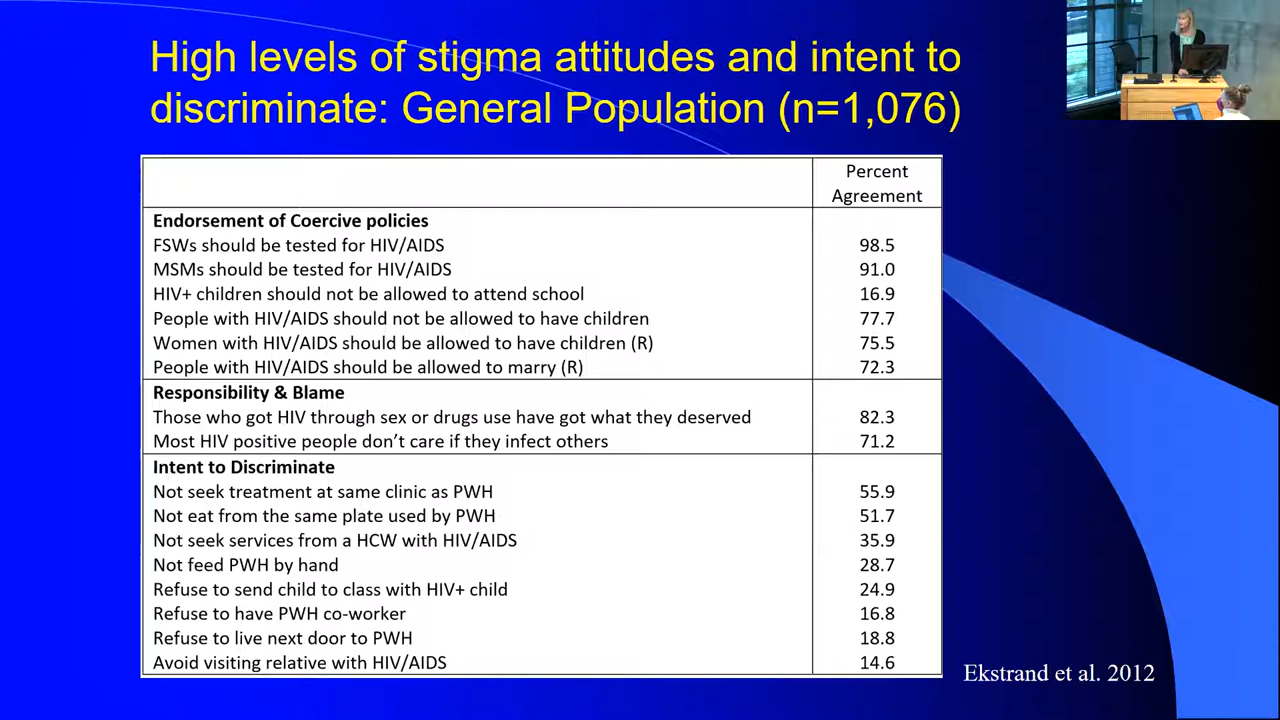 High levels of stigma attitudes and intent to
discriminate: General Population (n=1,076)
Percent
Agreement
Endorsement of Coercive policies
FSWs should be tested for HIV/AIDS 98.5
MSMs should be tested for HIV/AIDS 91.0
HIV+ children should not be allowed to attend school 16.9
People with HIV/AIDS should not be allowed to have children 77.7
Women with HIV/AIDS should be allowed to have children (R) 75.5
People with HIV/AIDS should be allowed to marry (R) 72.3
Responsibility & Blame
Those who got HIV through sex or drugs use have got what they deserved 82.3
Most HIV positive people don’t care if they infect others 71.2
Intent to Discriminate
Not seek treatment at same clinic as PWH 55.9
Not eat from the same plate used by PWH 51.7
Not seek services from a HCW with HIV/AIDS 35.9
Not feed PWH by hand 28.7
Refuse to send child to class with HIV+ child 24.9
Refuse to have PWH co-worker 16.8
Refuse to live next door to PWH 18.8
Avoid visiting relative with HIV/AIDS 14.6
Ekstrand et al. 2012